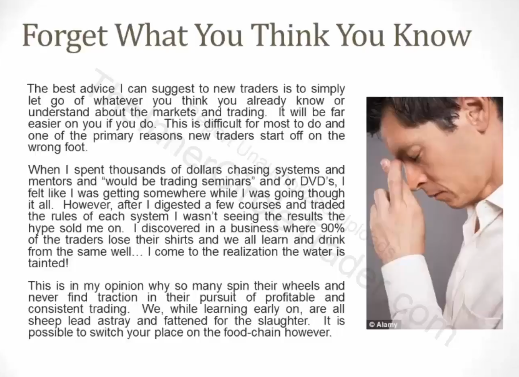 Forget What You Think You Know
The best advice I can suggest to new traders is to simply
let go of whatever you think you already know or
understand about the markets and trading. It will be far
easier on you if you do. This is difficult for most to do and
one of the primary reasons new traders start off on the
wrong foot.
When I spent thousands of dollars chasing systems and
mentors and “would be trading seminars” and or DVD’s, I
felt like I was getting somewhere while I was going though
it all. However, after I digested a few courses and traded
the rules of each system I wasn’t seeing the results the
hype sold me on. I discovered in a business where 90%
of the traders lose their shirts and we all learn and drink
from the same well… I come to the realization the water is
tainted!
This is in my opinion why so many spin their wheels and
never find traction in their pursuit of profitable and
consistent trading. We, while learning early on, are all
sheep lead astray and fattened for the slaughter. It is
possible to switch your place on the food-chain however.
© Alamy